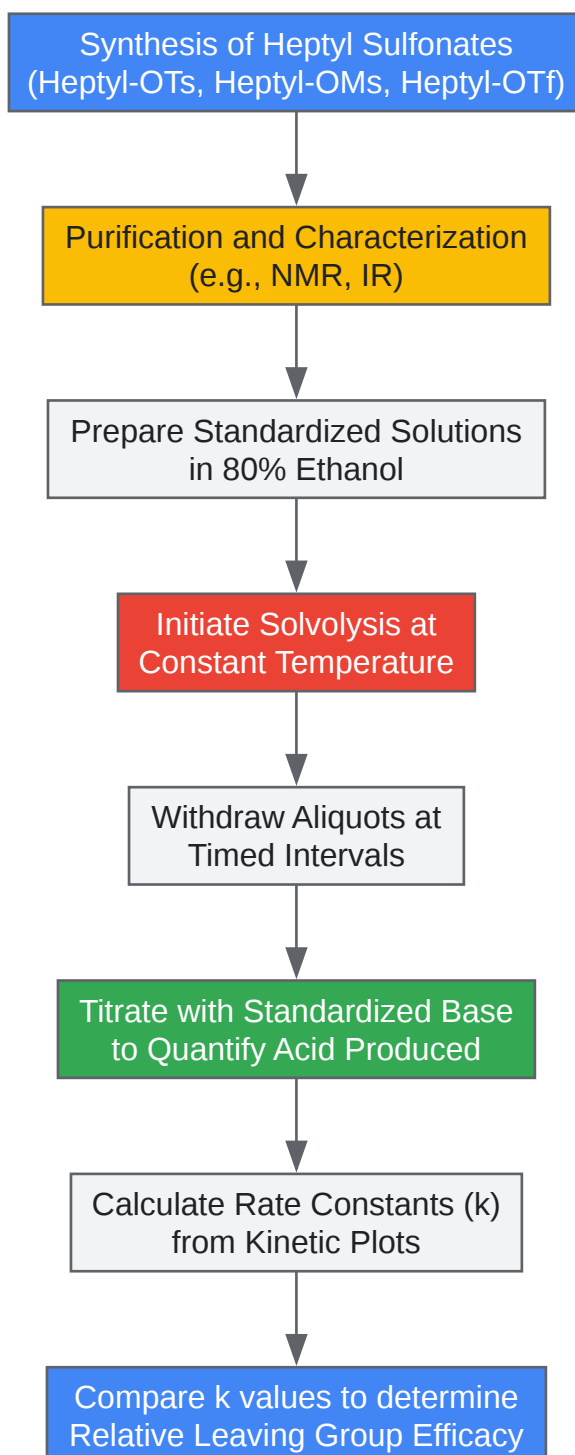 Synthesis of Heptyl Sulfonates
(Heptyl-OTs, Heptyl-OMs, Heptyl-OTf)
Purification and Characterization
(e.g., NMR, IR)
Prepare Standardized Solutions
in 80% Ethanol
Initiate Solvolysis at
Constant Temperature
Withdraw Aliquots at
Timed Intervals
Titrate with Standardized Base
to Quantify Acid Produced
Calculate Rate Constants (k)
from Kinetic Plots
Compare k values to determine
Relative Leaving Group Efficacy